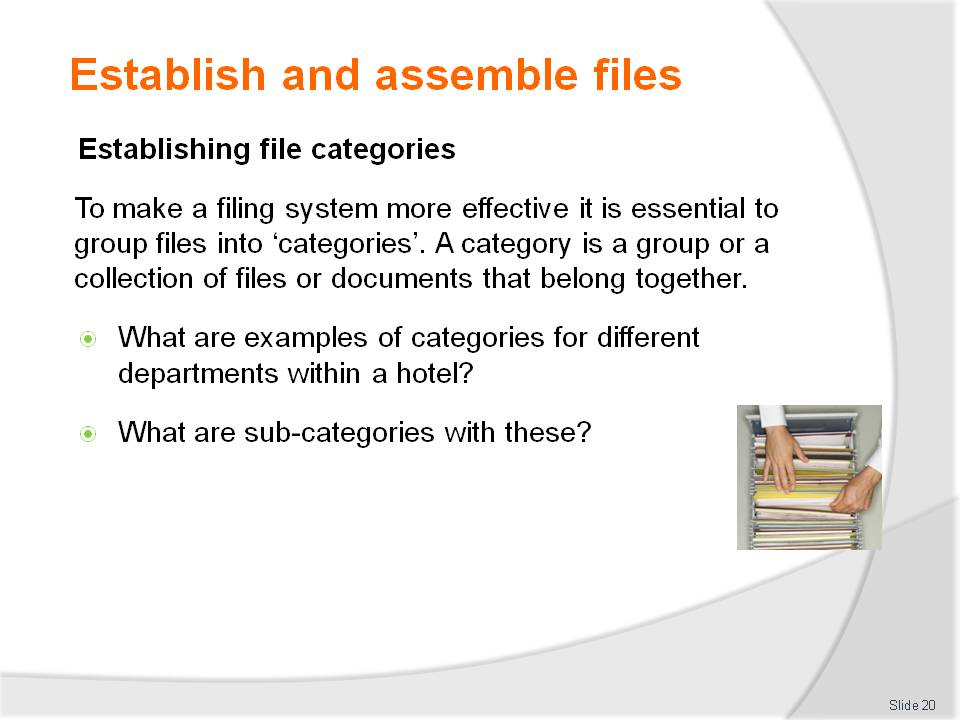 Establish and assemble files
Establishing file categories
To make a filing system more effective it is essential to
group files into ‘categories’. A category is a group or a
collection of files or documents that belong together.
What are examples of categories for different
departments within a hotel?
What are sub-categories with these?
Slide 20